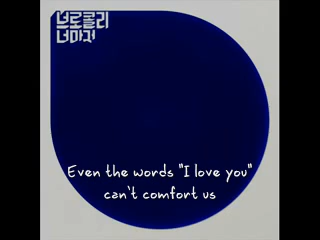 브로콜리
너마저
Even the words "I love you"
can't comfort us